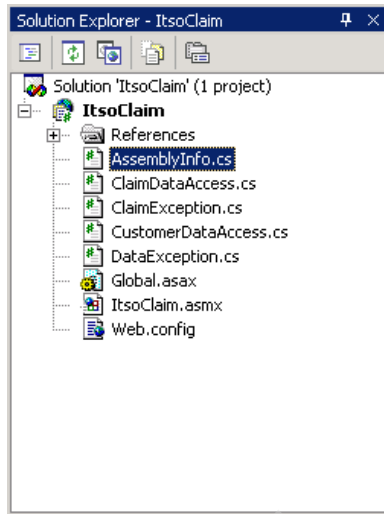 Solution Explorer - ItsoClaim
Solution 'ItsoClaim' (1 project)
ItsoClaim
References
AssemblyInfo.cs
ClaimDataAccess.cs
ClaimException.cs
CustomerDataAccess.cs
DataException.cs
Global.asax
ItsoClaim.asmx
Web.config